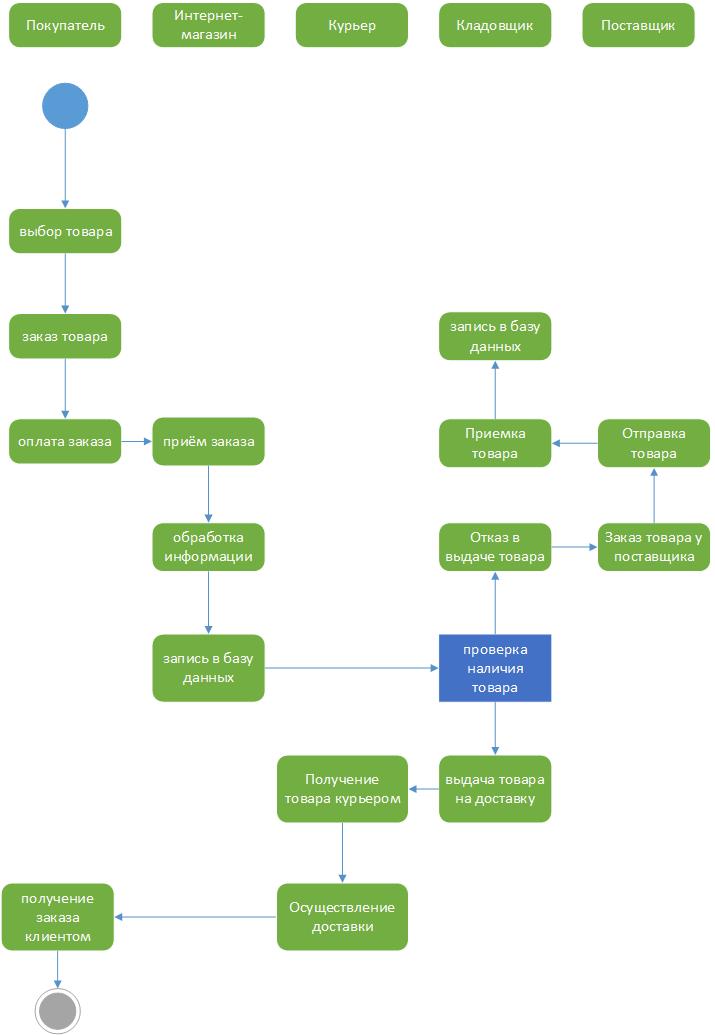 Покупатель
Интернет-
магазин
Курьер
Кладовщик
Поставщик
выбор товара
заказ товара
запись в базу
данных
оплата заказа
приём заказа
Приемка
товара
Отправка
товара
обработка
информации
Отказ в
выдаче товара
Заказ товара у
поставщика
запись в базу
данных
проверка
наличия
товара
Получение
товара курьером
выдача товара
на доставку
получение
заказа
клиентом
Осуществление
доставки